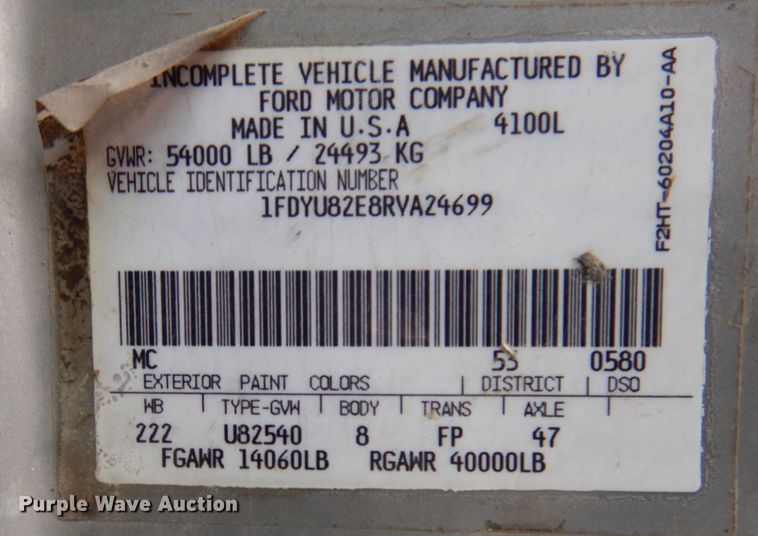 INCOMPLETE VEHICLE MANUFACTURED BY
FORD MOTOR COMPANY
MADE IN U.S.A 4100L
GVWR: 54000 LB / 24493 KG
VEHICLE IDENTIFICATION NUMBER
1FDYU82E8RVA24699
F2HT-60204A10-AA
MC 53 0580
EXTERIOR PAINT COLORS DISTRICT DSO
WB TYPE-GVW BODY TRANS AXLE
222 U82540 8 FP 47
FGAWR 14060LB RGAWR 40000LB
Purple Wave Auction